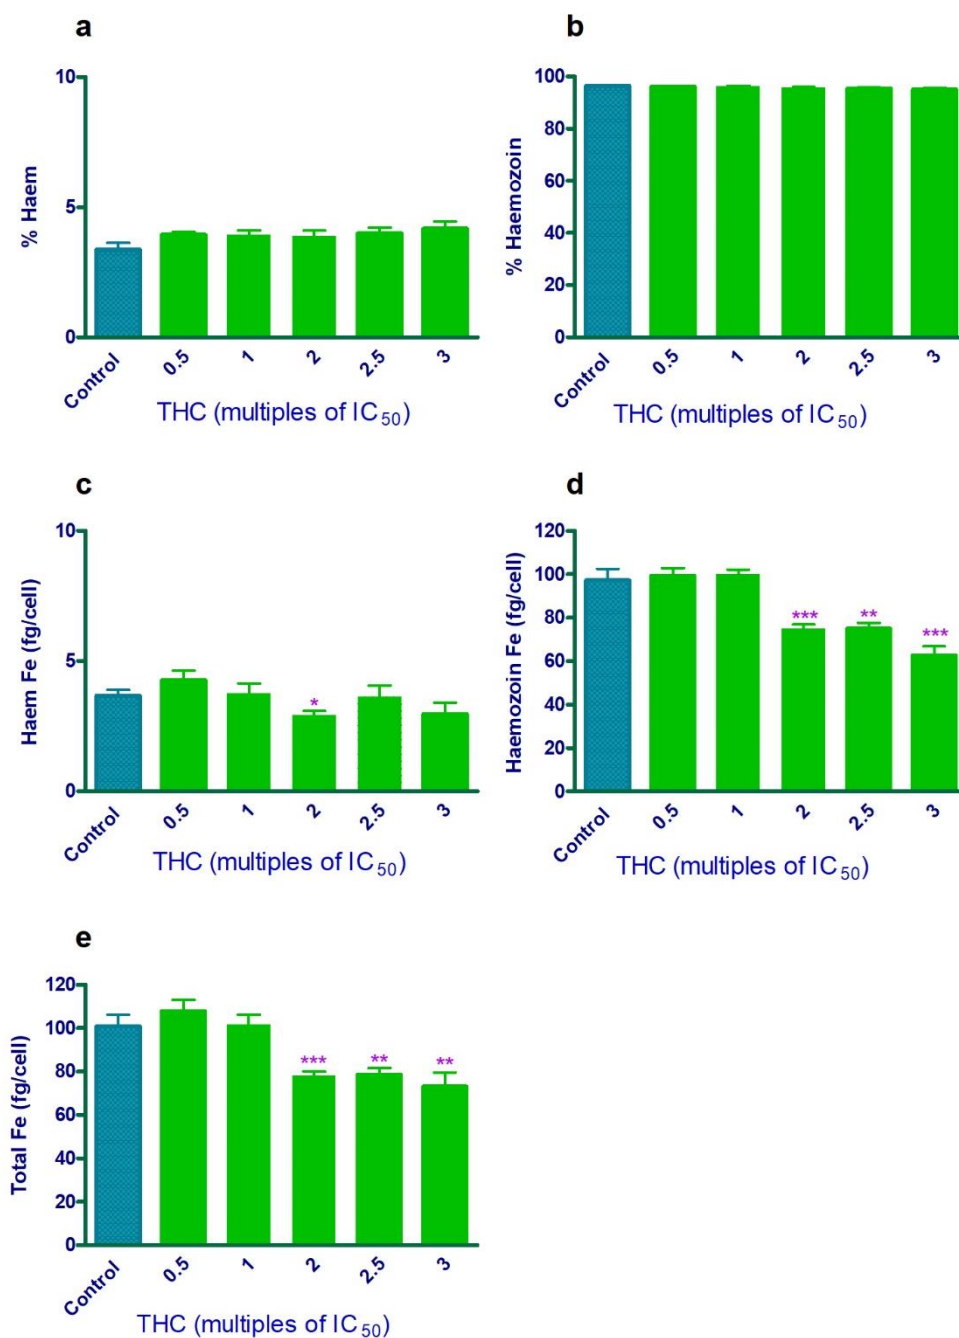 a
10
5
0
% Haem
Control
0.5
1
2
2.5
3
THC (multiples of IC50)
b
100
80
60
40
20
0
% Haemozoin
Control
0.5
1
2
2.5
3
THC (multiples of IC50)
c
10
5
0
Haem Fe (fg/cell)
*
Control
0.5
1
2
2.5
3
THC (multiples of IC50)
d
120
100
80
60
40
20
0
Haemozoin Fe (fg/cell)
***
**
***
Control
0.5
1
2
2.5
3
THC (multiples of IC50)
e
120
100
80
60
40
20
0
Total Fe (fg/cell)
***
**
**
Control
0.5
1
2
2.5
3
THC (multiples of IC50)